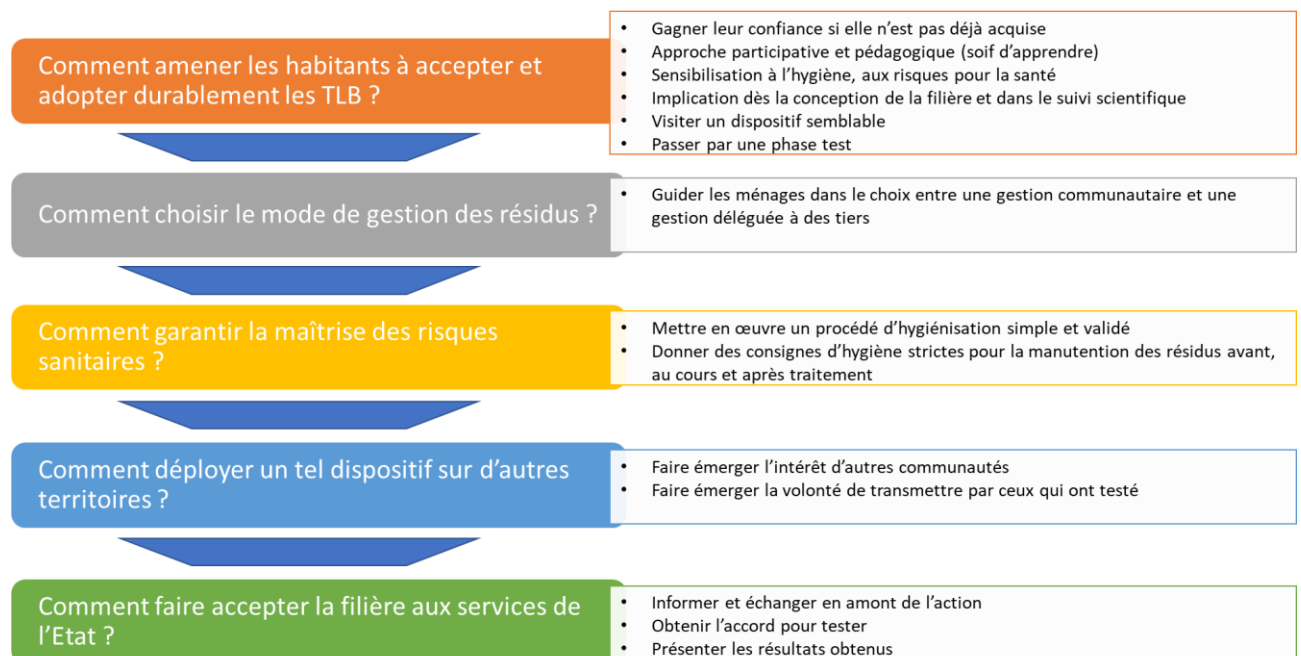 Comment amener les habitants à accepter et
adopter durablement les TLB ?
• Gagner leur confiance si elle n’est pas déjà acquise
• Approche participative et pédagogique (soif d’apprendre)
• Sensibilisation à l’hygiène, aux risques pour la santé
• Implication dès la conception de la filière et dans le suivi scientifique
• Visiter un dispositif semblable
• Passer par une phase test
Comment choisir le mode de gestion des résidus ?
• Guider les ménages dans le choix entre une gestion communautaire et une
gestion déléguée à des tiers
Comment garantir la maîtrise des risques
sanitaires ?
• Mettre en œuvre un procédé d’hygiénisation simple et validé
• Donner des consignes d’hygiène strictes pour la manutention des résidus avant,
au cours et après traitement
Comment déployer un tel dispositif sur d’autres
territoires ?
• Faire émerger l’intérêt d’autres communautés
• Faire émerger la volonté de transmettre par ceux qui ont testé
Comment faire accepter la filière aux services de
l’Etat ?
• Informer et échanger en amont de l’action
• Obtenir l’accord pour tester
• Présenter les résultats obtenus